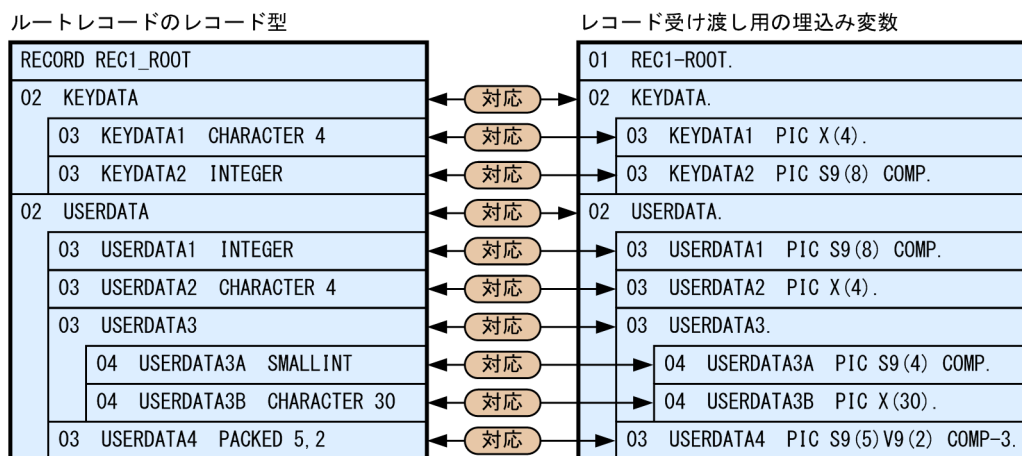 ルートレコードのレコード型 レコード受け渡し用の埋込み変数
RECORD REC1_ROOT 01 REC1-ROOT.
02 KEYDATA 対応 02 KEYDATA.
03 KEYDATA1 CHARACTER 4 対応 03 KEYDATA1 PIC X(4).
03 KEYDATA2 INTEGER 対応 03 KEYDATA2 PIC S9(8) COMP.
02 USERDATA 対応 02 USERDATA.
03 USERDATA1 INTEGER 対応 03 USERDATA1 PIC S9(8) COMP.
03 USERDATA2 CHARACTER 4 対応 03 USERDATA2 PIC X(4).
03 USERDATA3 対応 03 USERDATA3.
04 USERDATA3A SMALLINT 対応 04 USERDATA3A PIC S9(4) COMP.
04 USERDATA3B CHARACTER 30 対応 04 USERDATA3B PIC X(30).
03 USERDATA4 PACKED 5,2 対応 03 USERDATA4 PIC S9(5)V9(2) COMP-3.